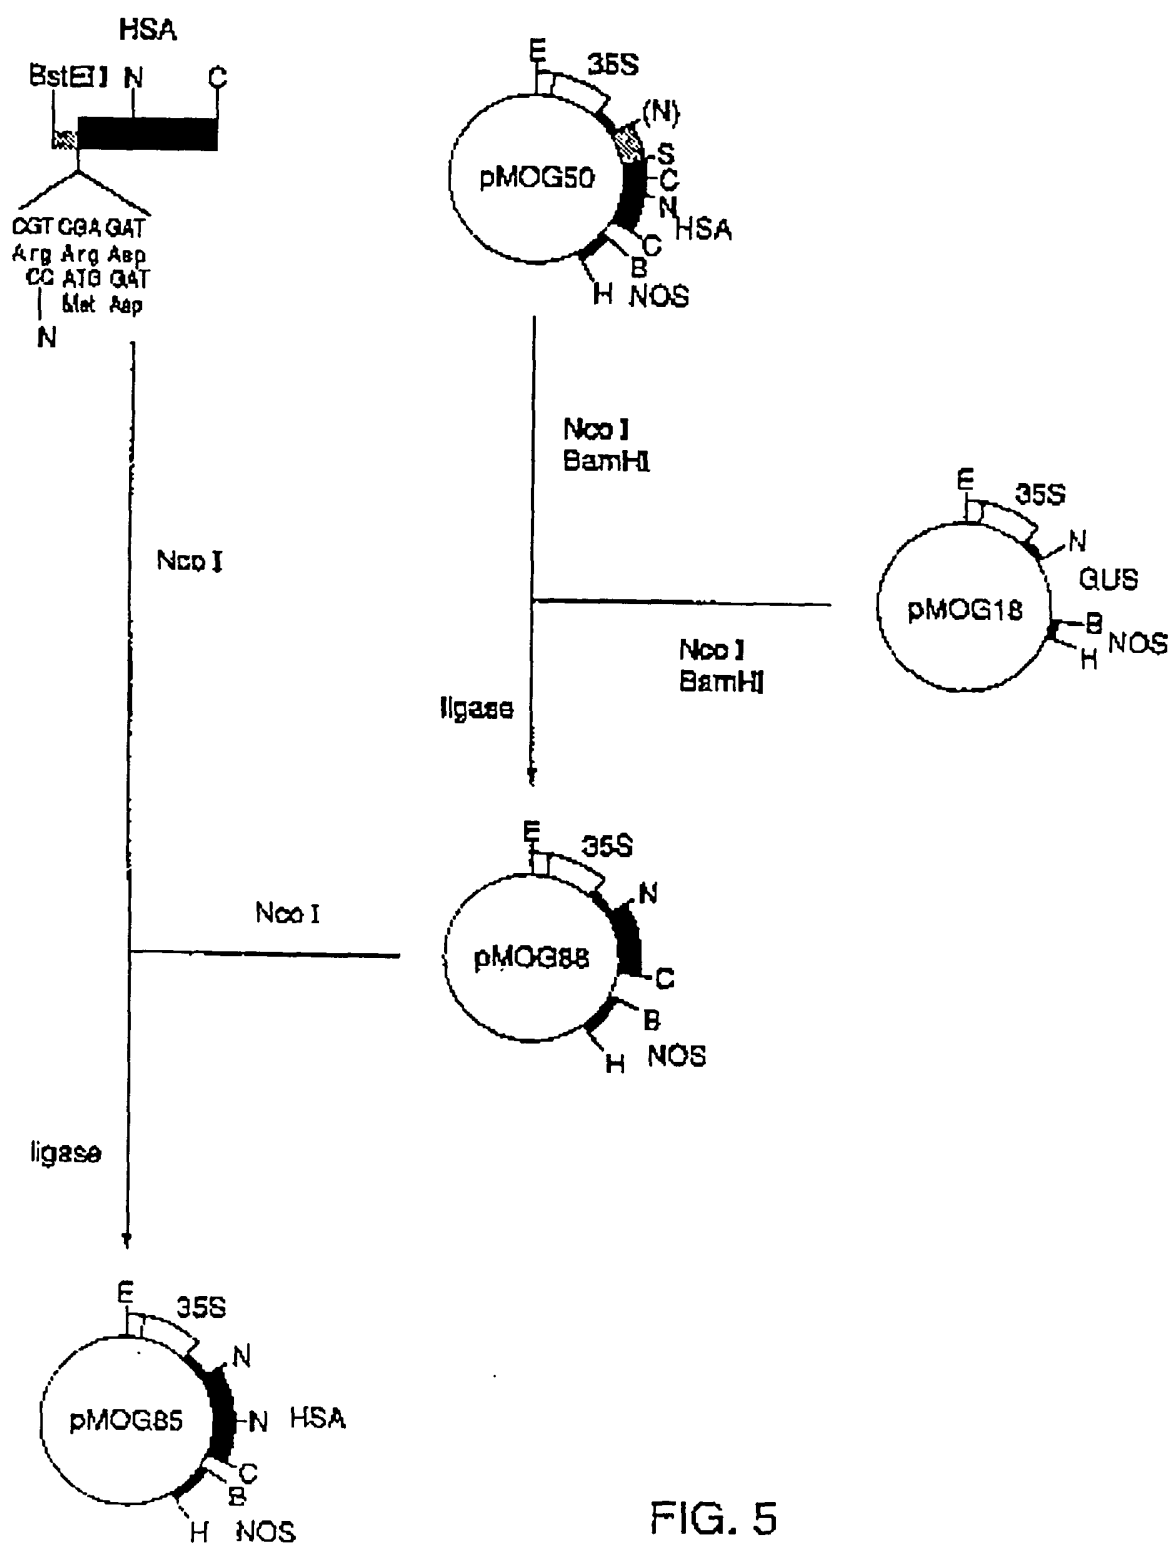 HSA
BstEII N C
CGT CGA GAT
Arg Arg Asp
CC ATG GAT
Met Asp
N
E
35S
(N)
pMOG50
S
C
N
HSA
C
B
H NOS
Nco I
BamHI
E
35S
N
GUS
pMOG18
B
NOS
H
Nco I
Nco I
BamHI
ligase
E
35S
N
Nco I
pMOG88
C
B
NOS
H
ligase
E
35S
N
pMOG85
N HSA
C
B
H NOS
FIG. 5